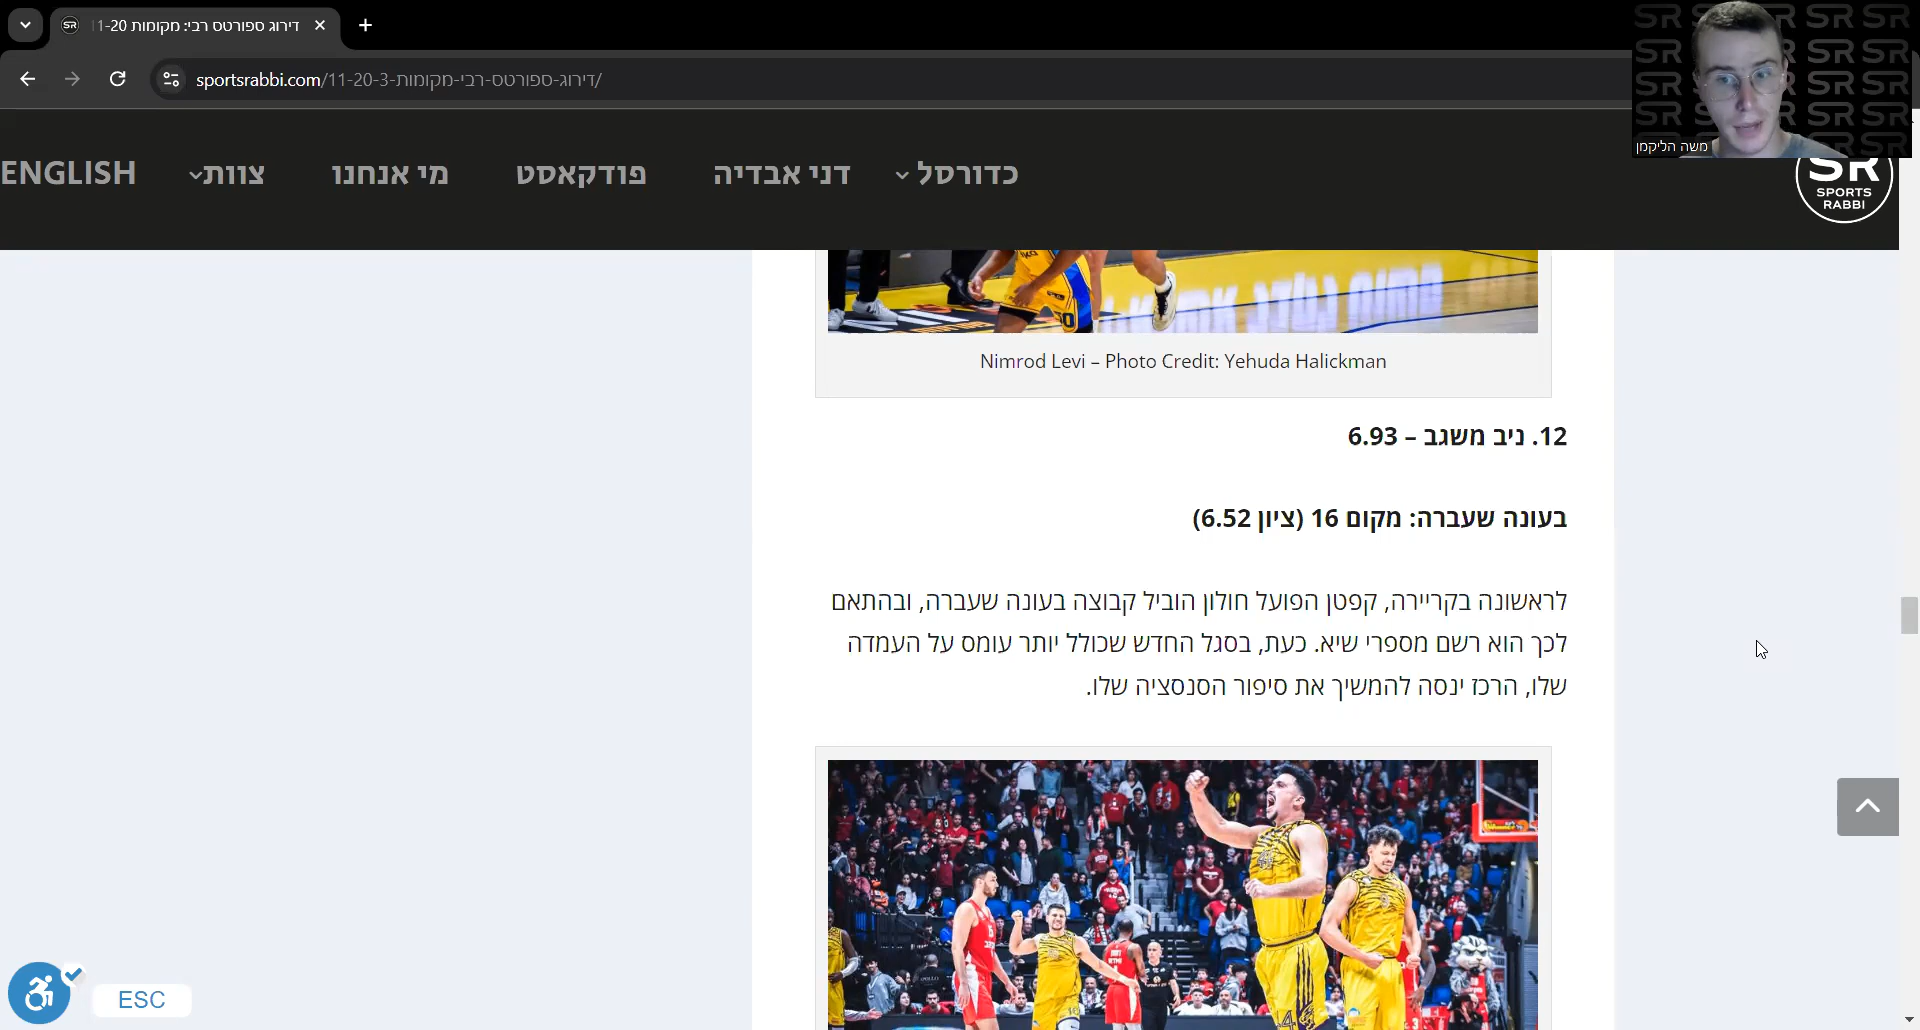 דירוג ספורטס רבי: מקומות 11-20
sportsrabbi.com/דירוג-ספורטס-רבי-מקומות-11-20-3/
SR SR SR
משה הליקמן
כדורסל
דני אבדיה
פודקאסט
מי אנחנו
צוות
ENGLISH
SR
SPORTS
RABBI
Nimrod Levi – Photo Credit: Yehuda Halickman
12. ניב משגב – 6.93
בעונה שעברה: מקום 16 (ציון 6.52)
לראשונה בקריירה, קפטן הפועל חולון הוביל קבוצה בעונה שעברה, ובהתאם
לכך הוא רשם מספרי שיא. כעת, בסגל החדש שכולל יותר עומס על העמדה
שלו, הרכז ינסה להמשיך את סיפור הסנסציה שלו.
ESC